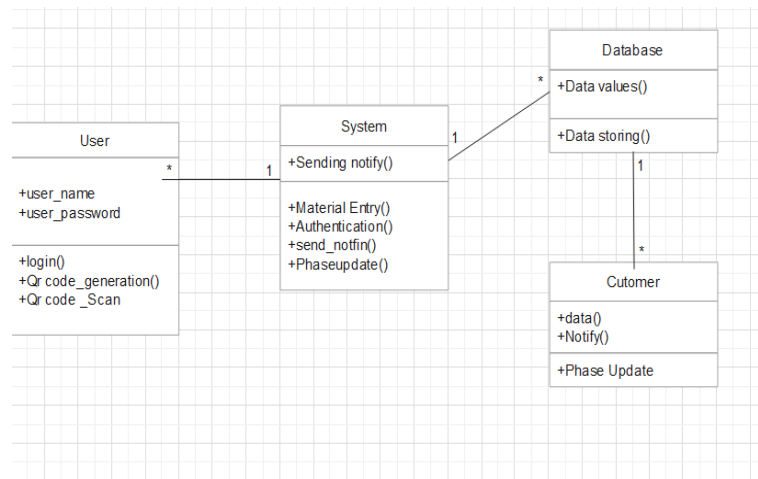 User
+user_name
+user_password
+login()
+Qr code_generation()
+Qr code _Scan
*
1
System
+Sending notify()
+Material Entry()
+Authentication()
+send_notfin()
+Phaseupdate()
1
*
Database
+Data values()
+Data storing()
1
*
Cutomer
+data()
+Notify()
+Phase Update